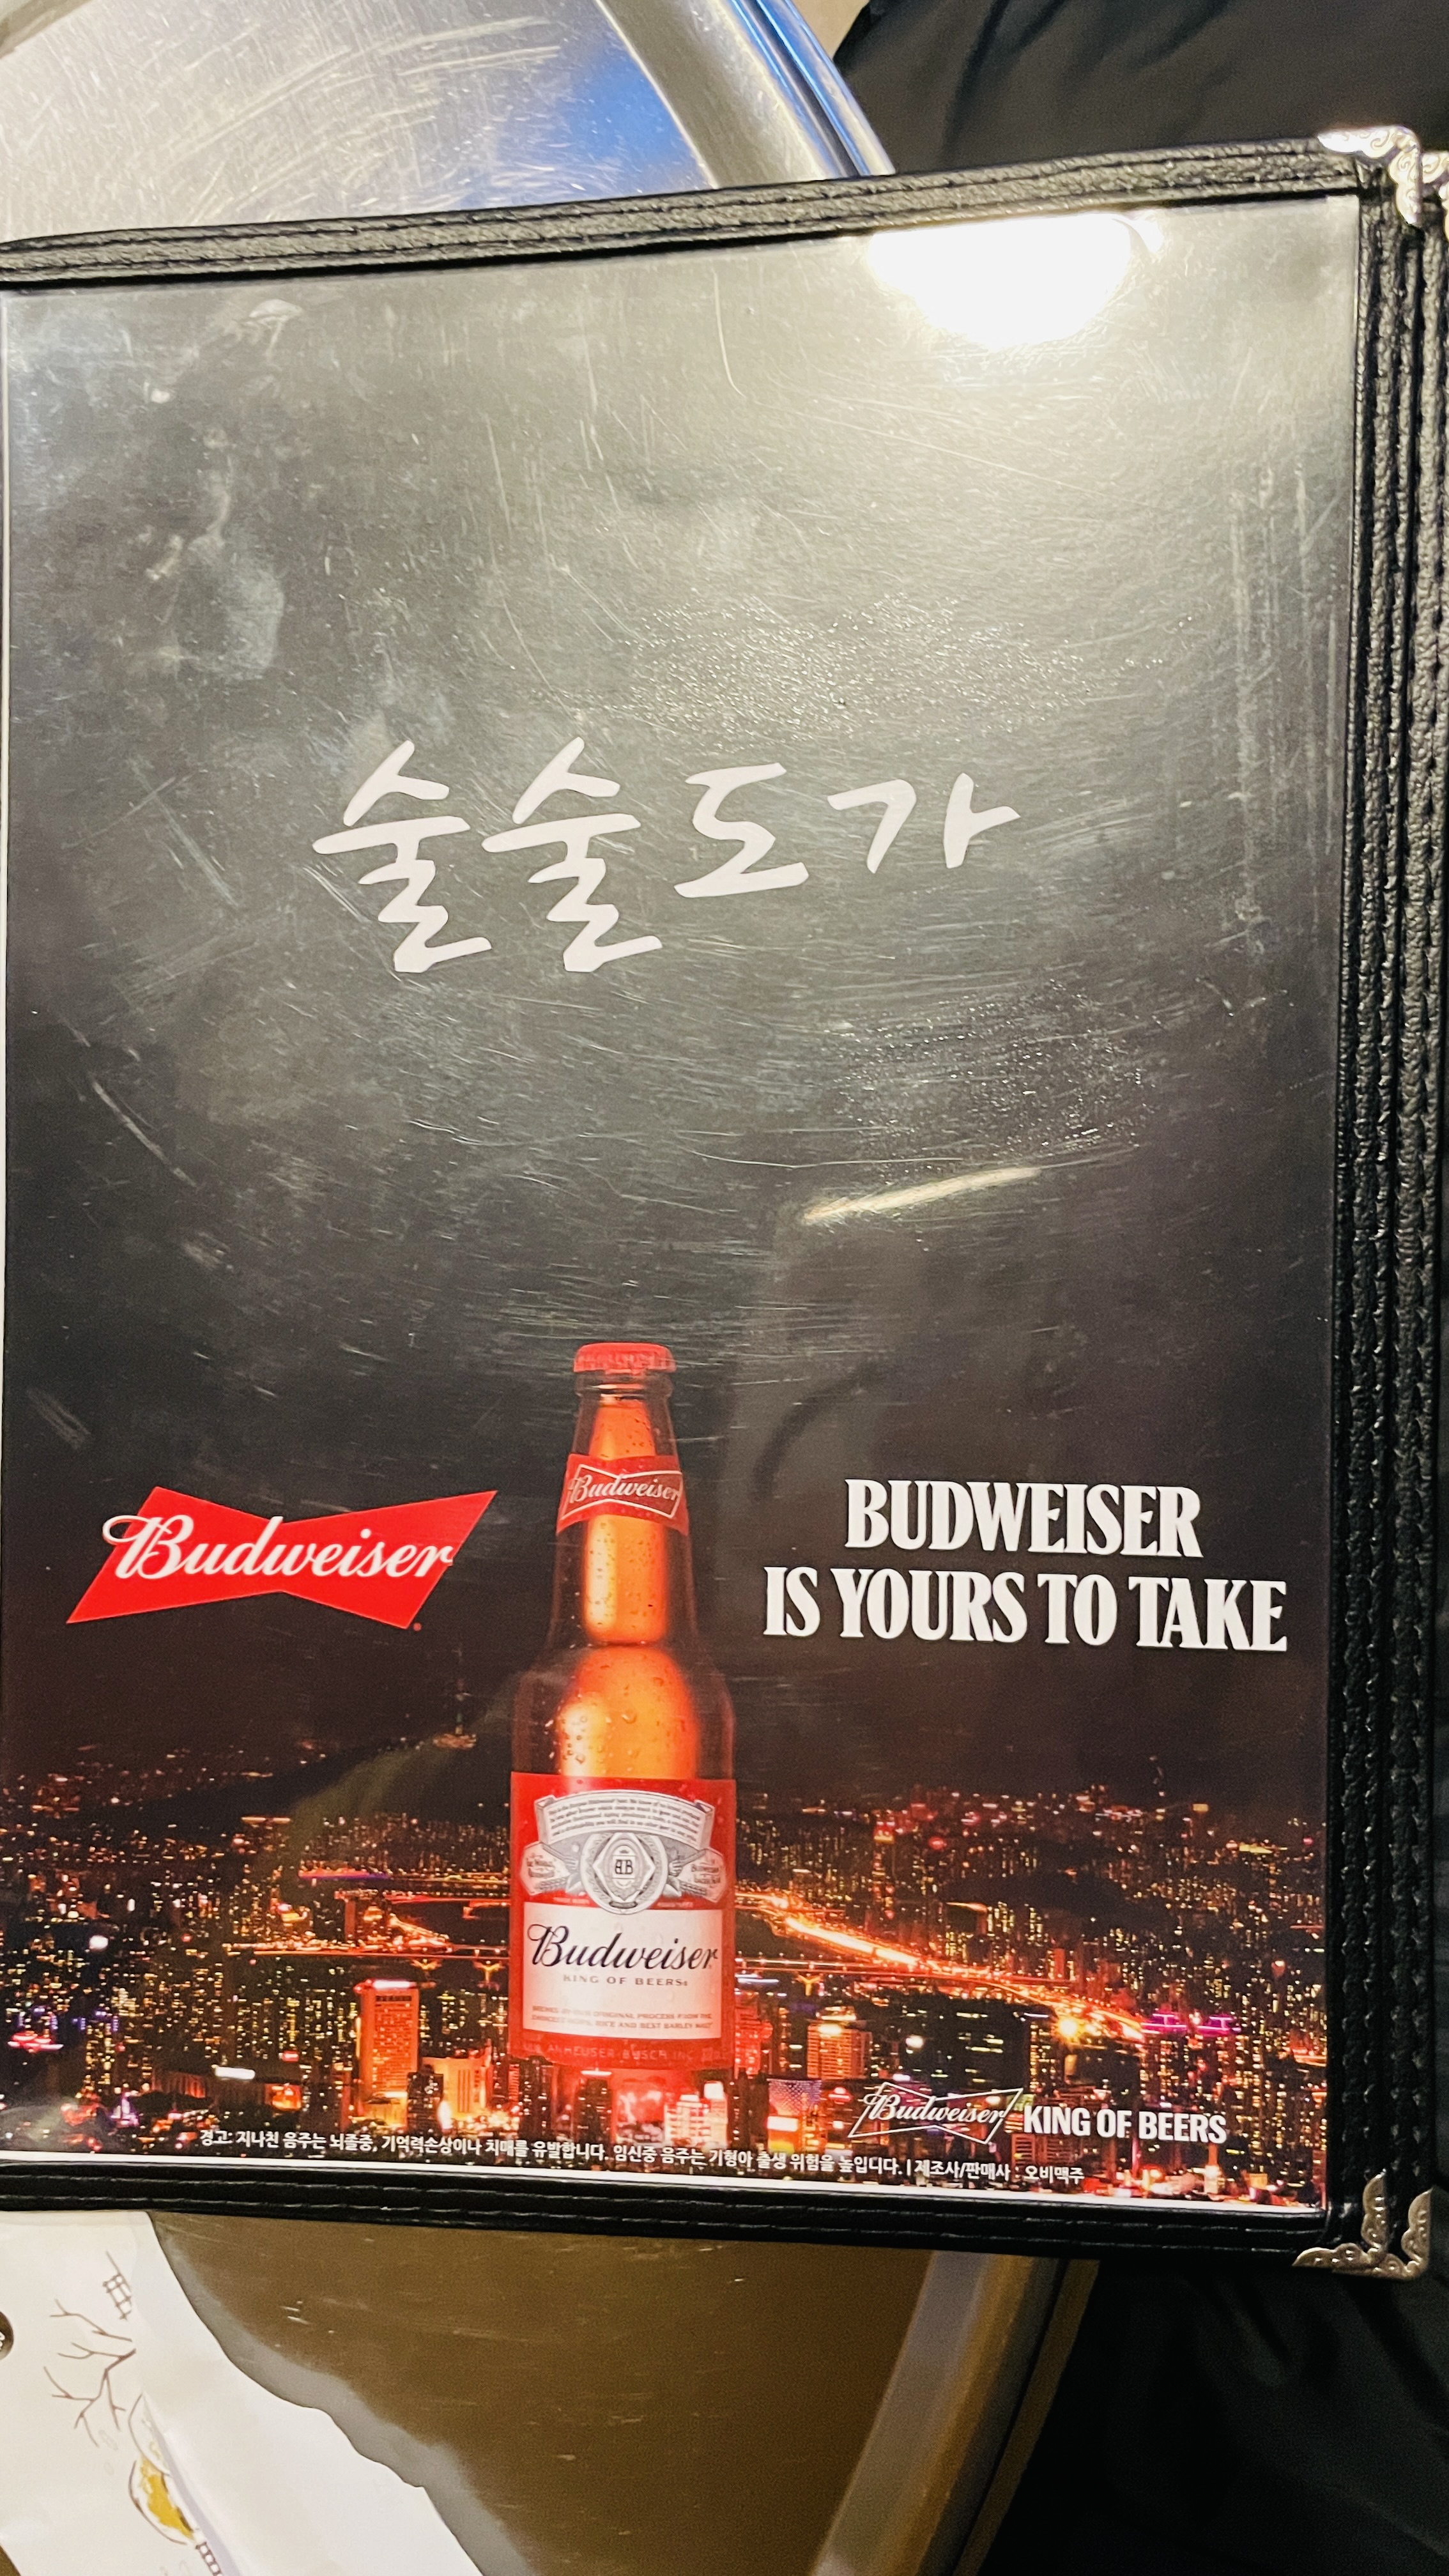 술술도가
Budweiser
BUDWEISER
IS YOURS TO TAKE
Budweiser
Budweiser
KING OF BEERS
ANHEUSER-BUSCH INC
Budweiser KING OF BEERS
경고: 지나친 음주는 뇌졸중, 기억력손상이나 치매를 유발합니다. 임신중 음주는 기형아 출생 위험을 높입니다. | 제조사/판매사 : 오비맥주